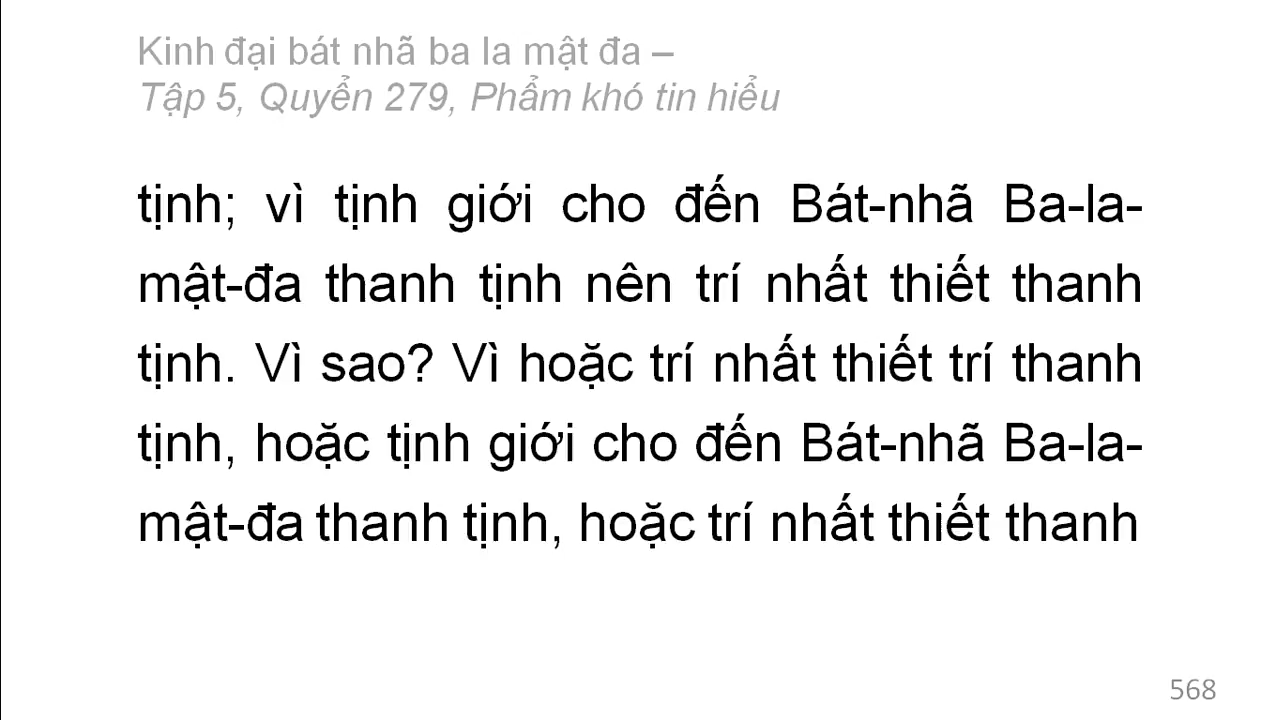 Kinh đại bát nhã ba la mật đa –
Tập 5, Quyển 279, Phẩm khó tin hiểu
tịnh; vì tịnh giới cho đến Bát-nhã Ba-la-
mật-đa thanh tịnh nên trí nhất thiết thanh
tịnh. Vì sao? Vì hoặc trí nhất thiết trí thanh
tịnh, hoặc tịnh giới cho đến Bát-nhã Ba-la-
mật-đa thanh tịnh, hoặc trí nhất thiết thanh
568